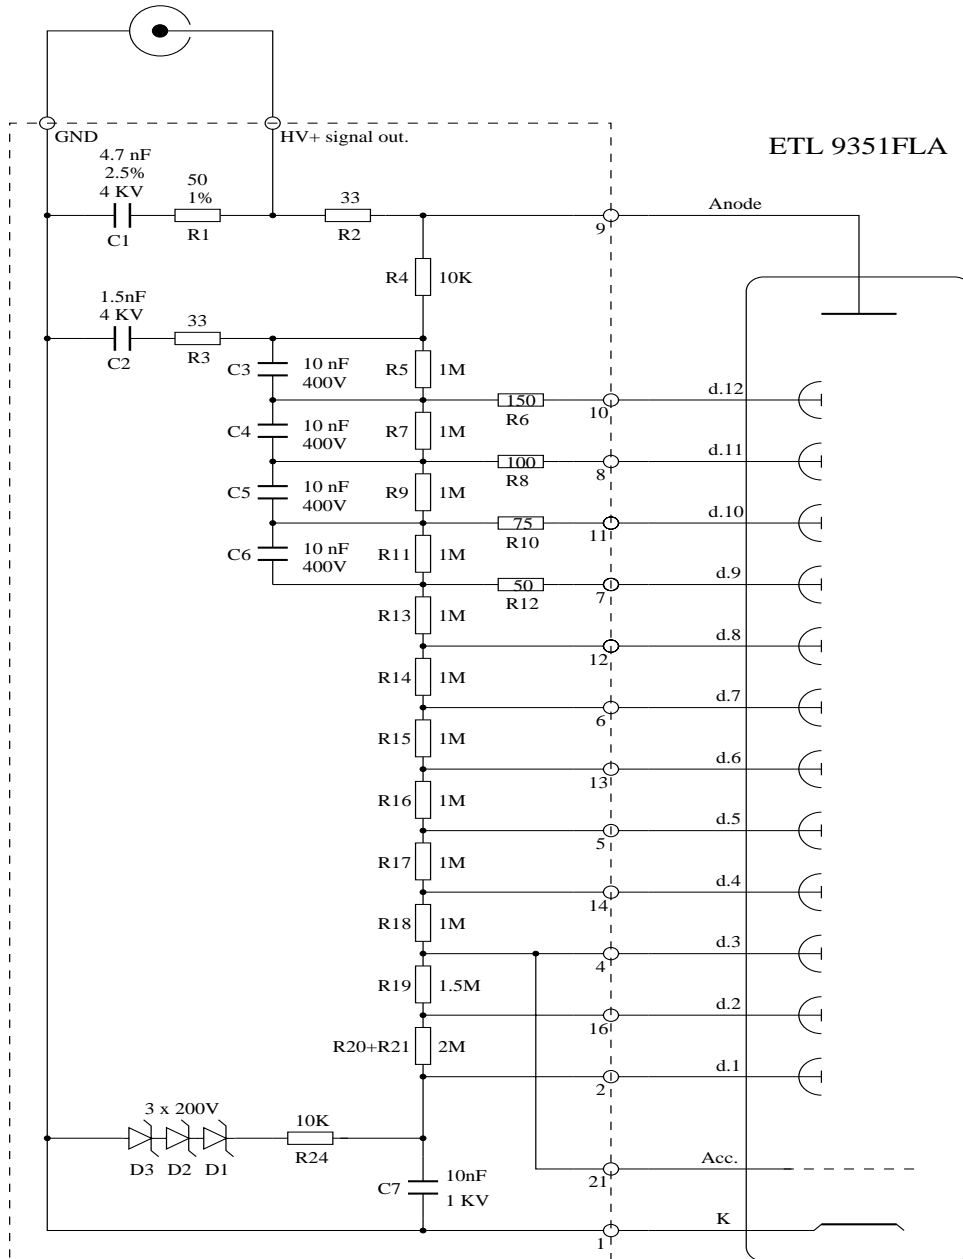 GND
HV+ signal out.
ETL 9351FLA
4.7 nF
2.5%
4 KV
C1
50
1%
R1
33
R2
9
Anode
R4
10K
1.5nF
4 KV
C2
33
R3
C3
10 nF
400V
R5
1M
150
R6
10
d.12
C4
10 nF
400V
R7
1M
100
R8
8
d.11
C5
10 nF
400V
R9
1M
75
R10
11
d.10
C6
10 nF
400V
R11
1M
50
R12
7
d.9
R13
1M
12
d.8
R14
1M
6
d.7
R15
1M
13
d.6
R16
1M
5
d.5
R17
1M
14
d.4
R18
1M
4
d.3
R19
1.5M
16
d.2
R20+R21
2M
2
d.1
3 x 200V
D3
D2
D1
10K
R24
C7
10nF
1 KV
21
Acc.
1
K